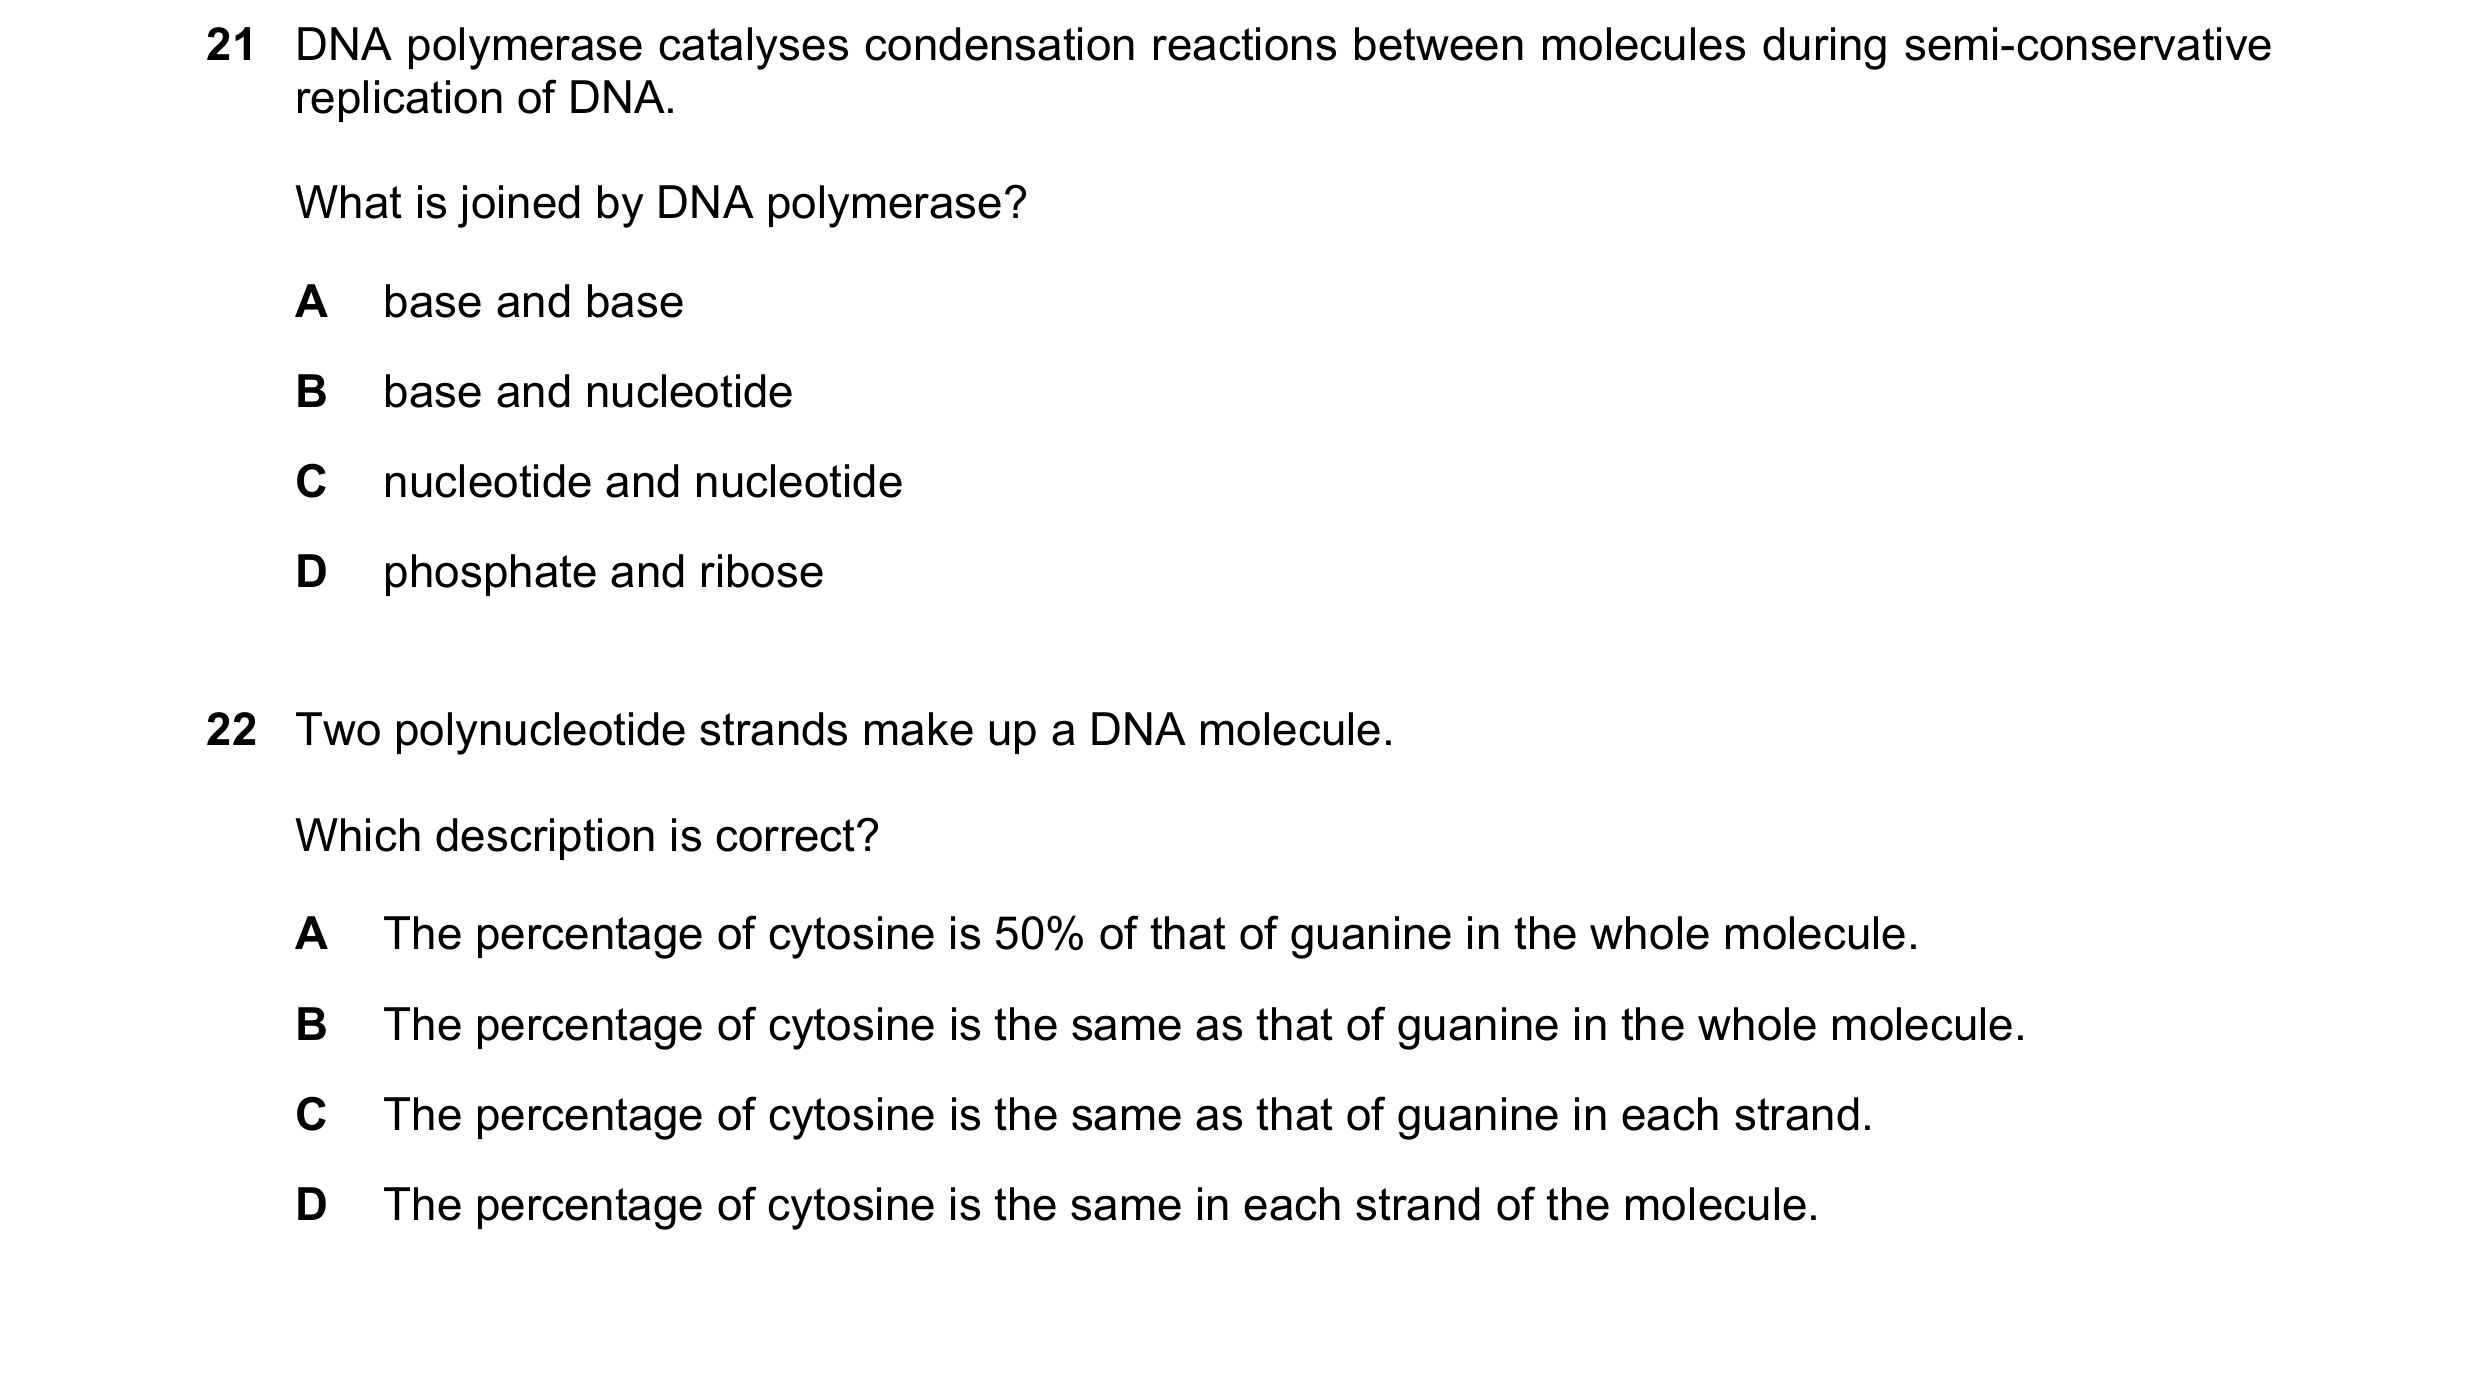 21 DNA polymerase catalyses condensation reactions between molecules during semi-conservative
replication of DNA.
What is joined by DNA polymerase?
A base and base
B base and nucleotide
C nucleotide and nucleotide
D phosphate and ribose
22 Two polynucleotide strands make up a DNA molecule.
Which description is correct?
A The percentage of cytosine is 50% of that of guanine in the whole molecule.
B The percentage of cytosine is the same as that of guanine in the whole molecule.
C The percentage of cytosine is the same as that of guanine in each strand.
D The percentage of cytosine is the same in each strand of the molecule.